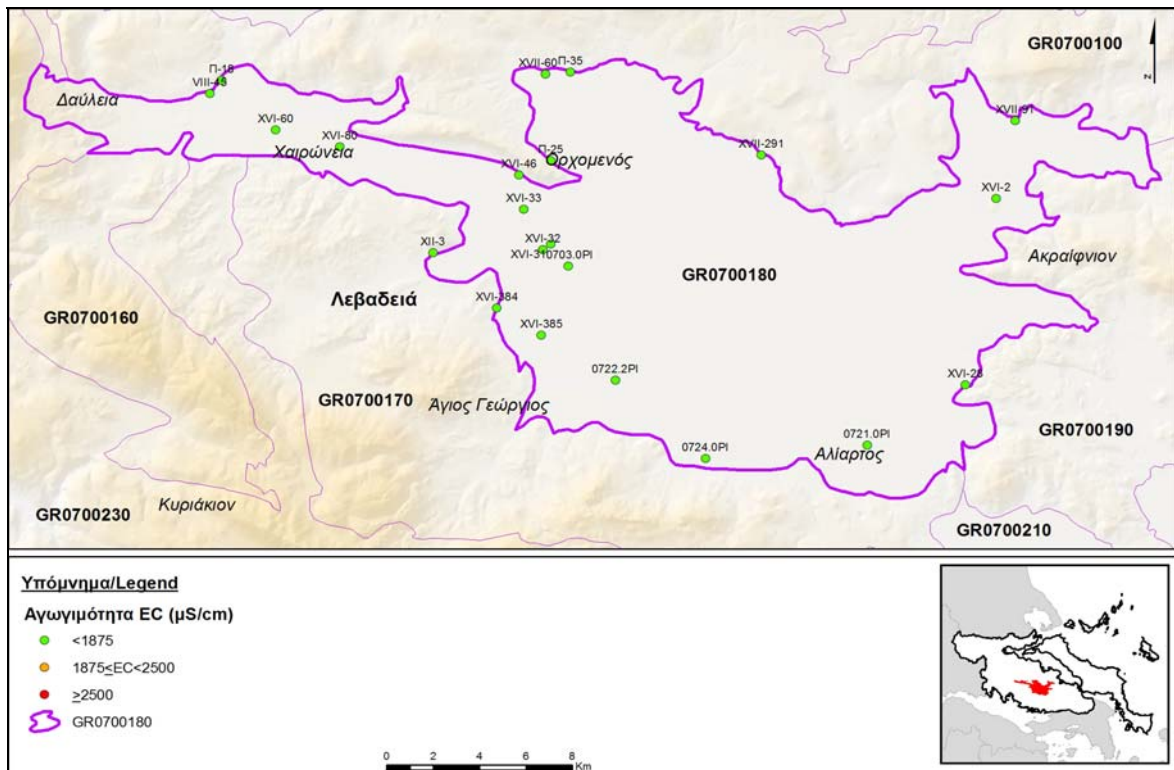 GR0700100
Z
XVII-60
Π-35
Π-18
VIII-43
Δαύλεια
XVI-60
XVI-80
Χαιρώνεια
Π-25
Ορχομενός
XVII-291
XVII-91
XVI-46
XVI-2
XVI-33
XII-3
XVI-32
XVI-31
0703.0PI
GR0700180
Ακραίφνιον
Λεβαδειά
XVI-384
GR0700160
XVI-385
0722.2PI
XVI-28
GR0700170
Άγιος Γεώργιος
0721.0PI
GR0700190
0724.0PI
Αλίαρτος
Κυριάκιον
GR0700230
GR0700210
Υπόμνημα/Legend
Αγωγιμότητα EC (μS/cm)
<1875
1875≤EC<2500
≥2500
GR0700180
0 2 4 6 8
Km